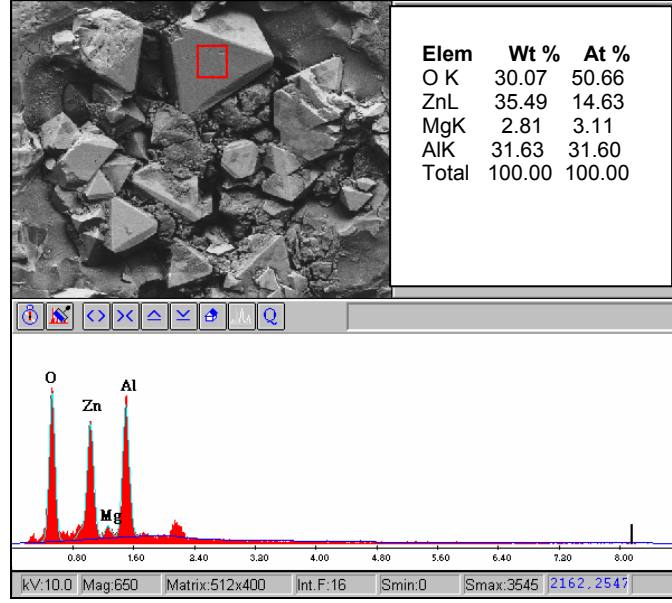 Elem Wt % At %
O K 30.07 50.66
ZnL 35.49 14.63
MgK 2.81 3.11
AlK 31.63 31.60
Total 100.00 100.00
Q
O
Al
Zn
Mg
0.80 1.60 2.40 3.20 4.00 4.80 5.60 6.40 7.20 8.00
kV:10.0 Mag:650 Matrix:512x400 Int.F:16 Smin:0 Smax:3545 2162,2547